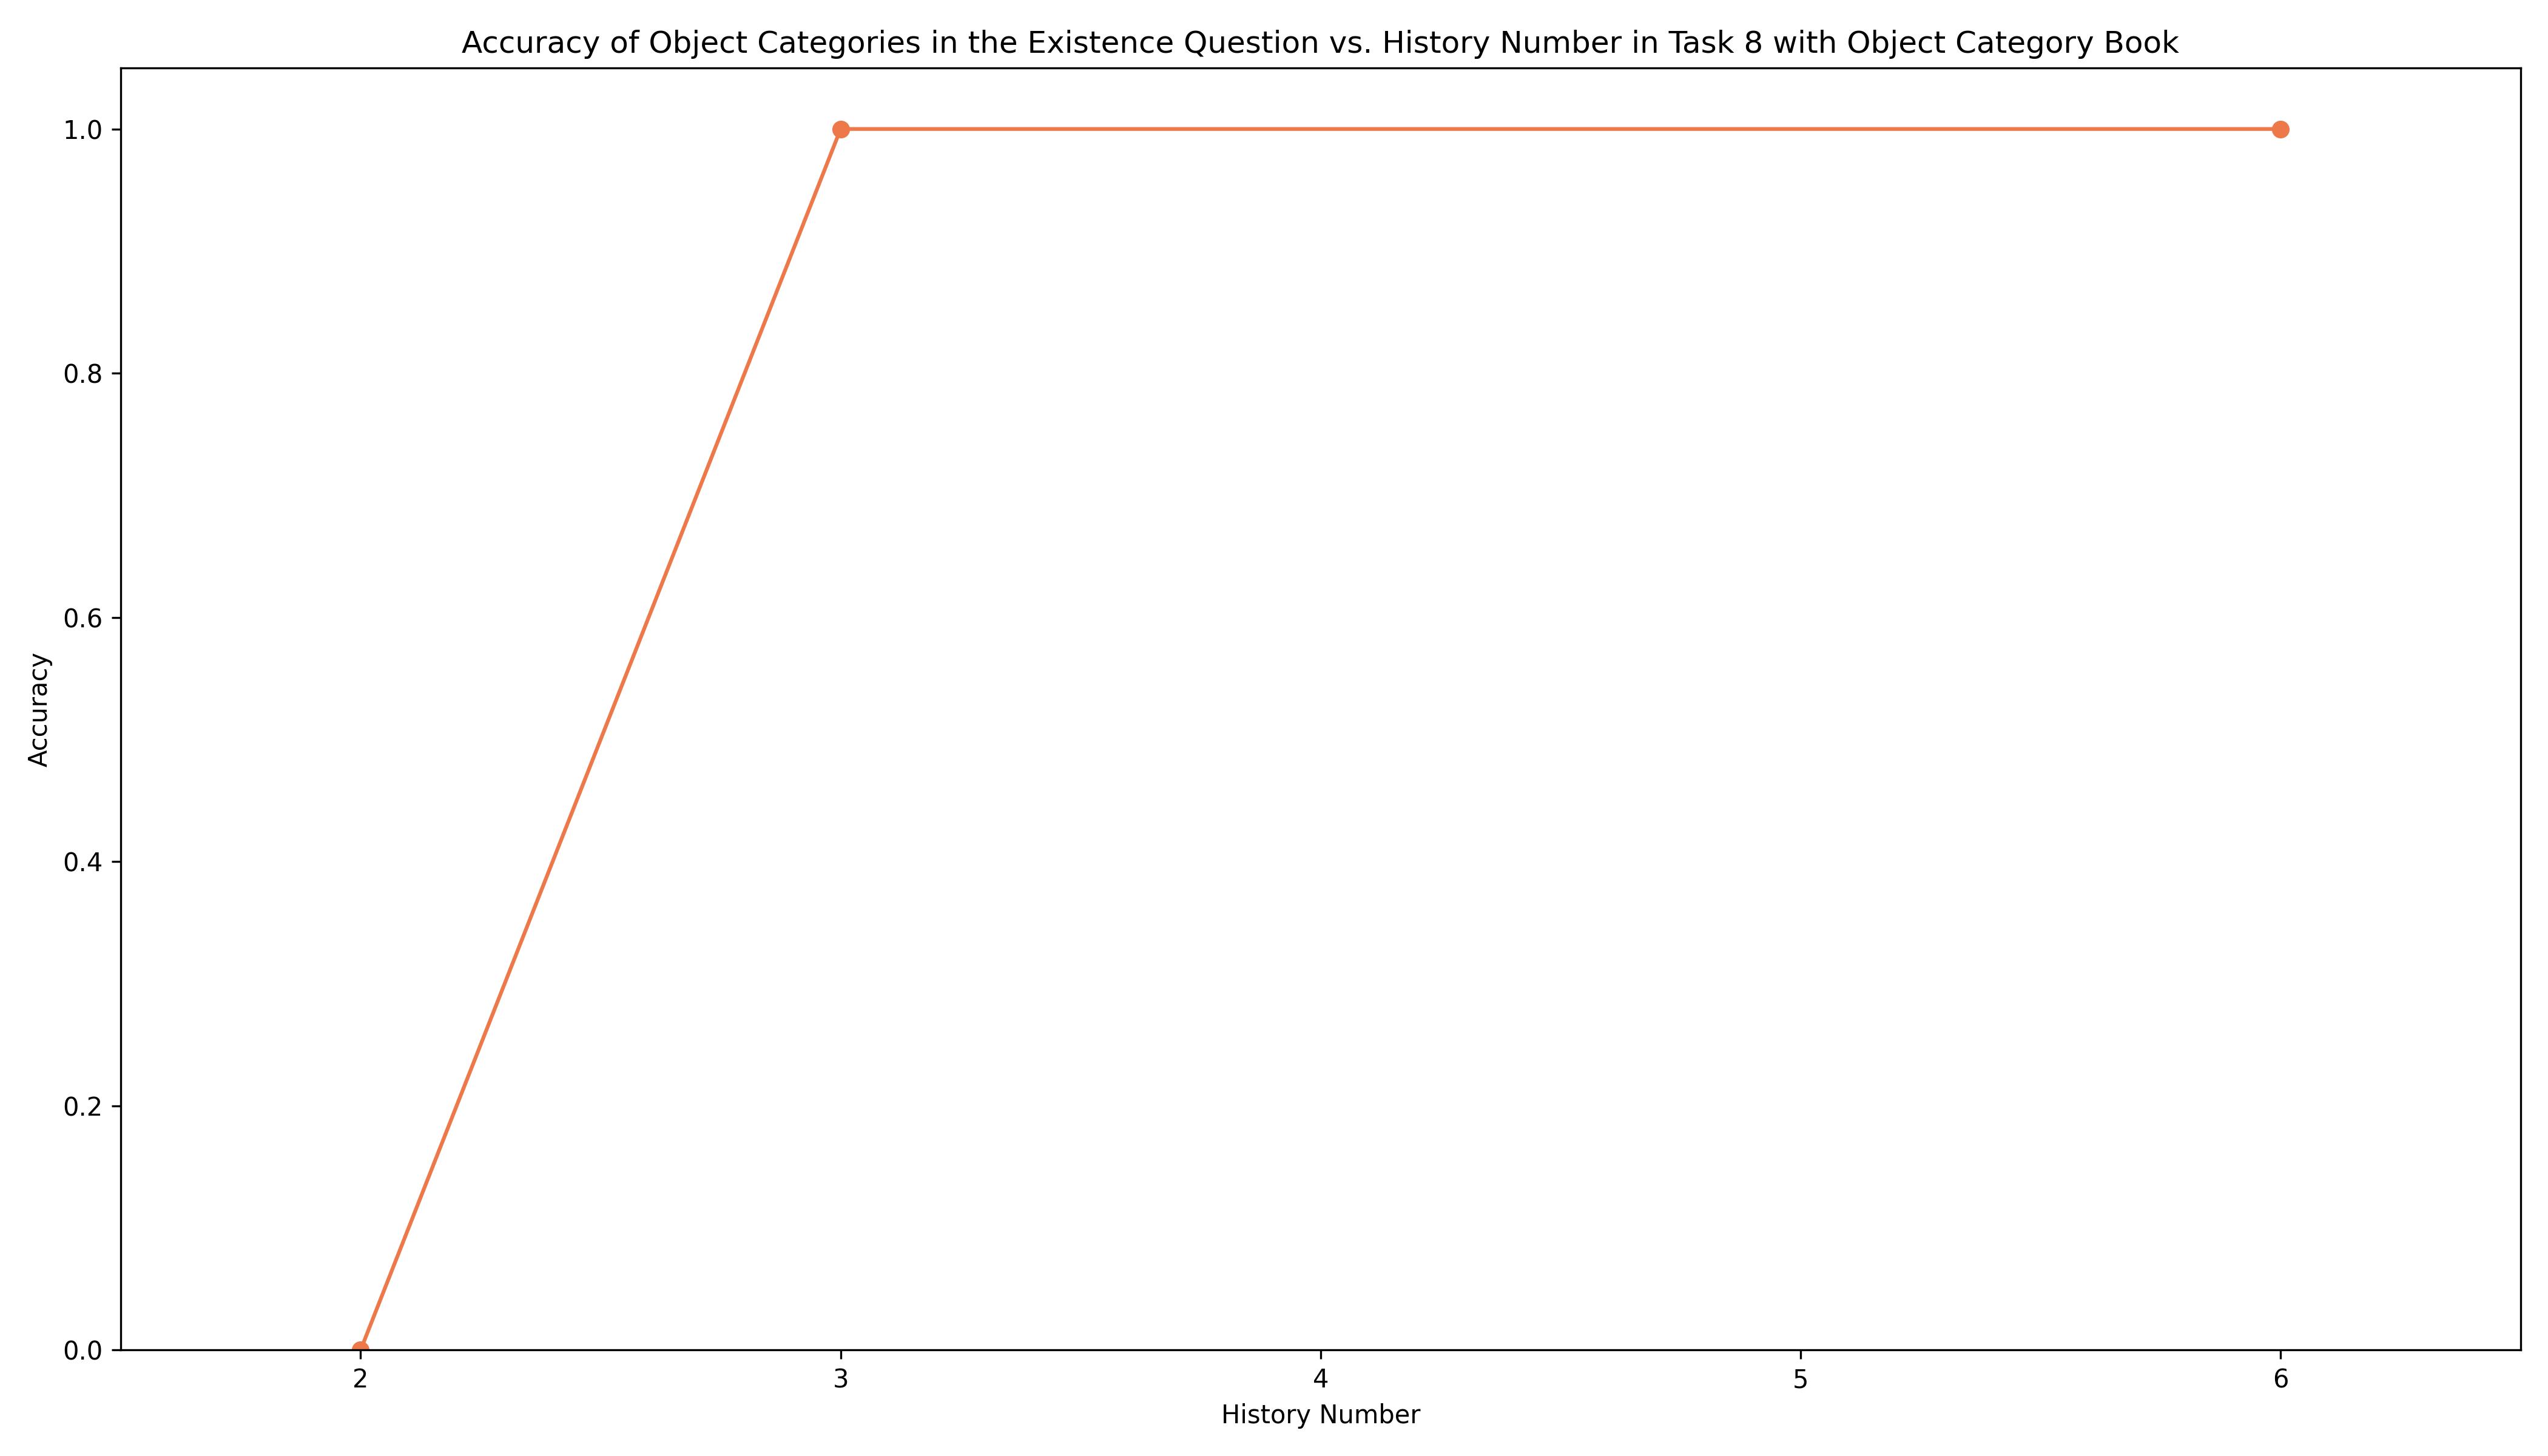 Accuracy of Object Categories in the Existence Question vs. History Number in Task 8 with Object Category Book
1.0
0.8
0.6
0.4
0.2
0.0
Accuracy
2 3 4 5 6
History Number